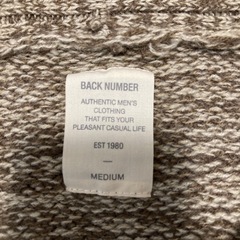 BACK NUMBER
AUTHENTIC MEN'S
CLOTHING
THAT FITS YOUR
PLEASANT CASUAL LIFE
EST 1980
—
MEDIUM